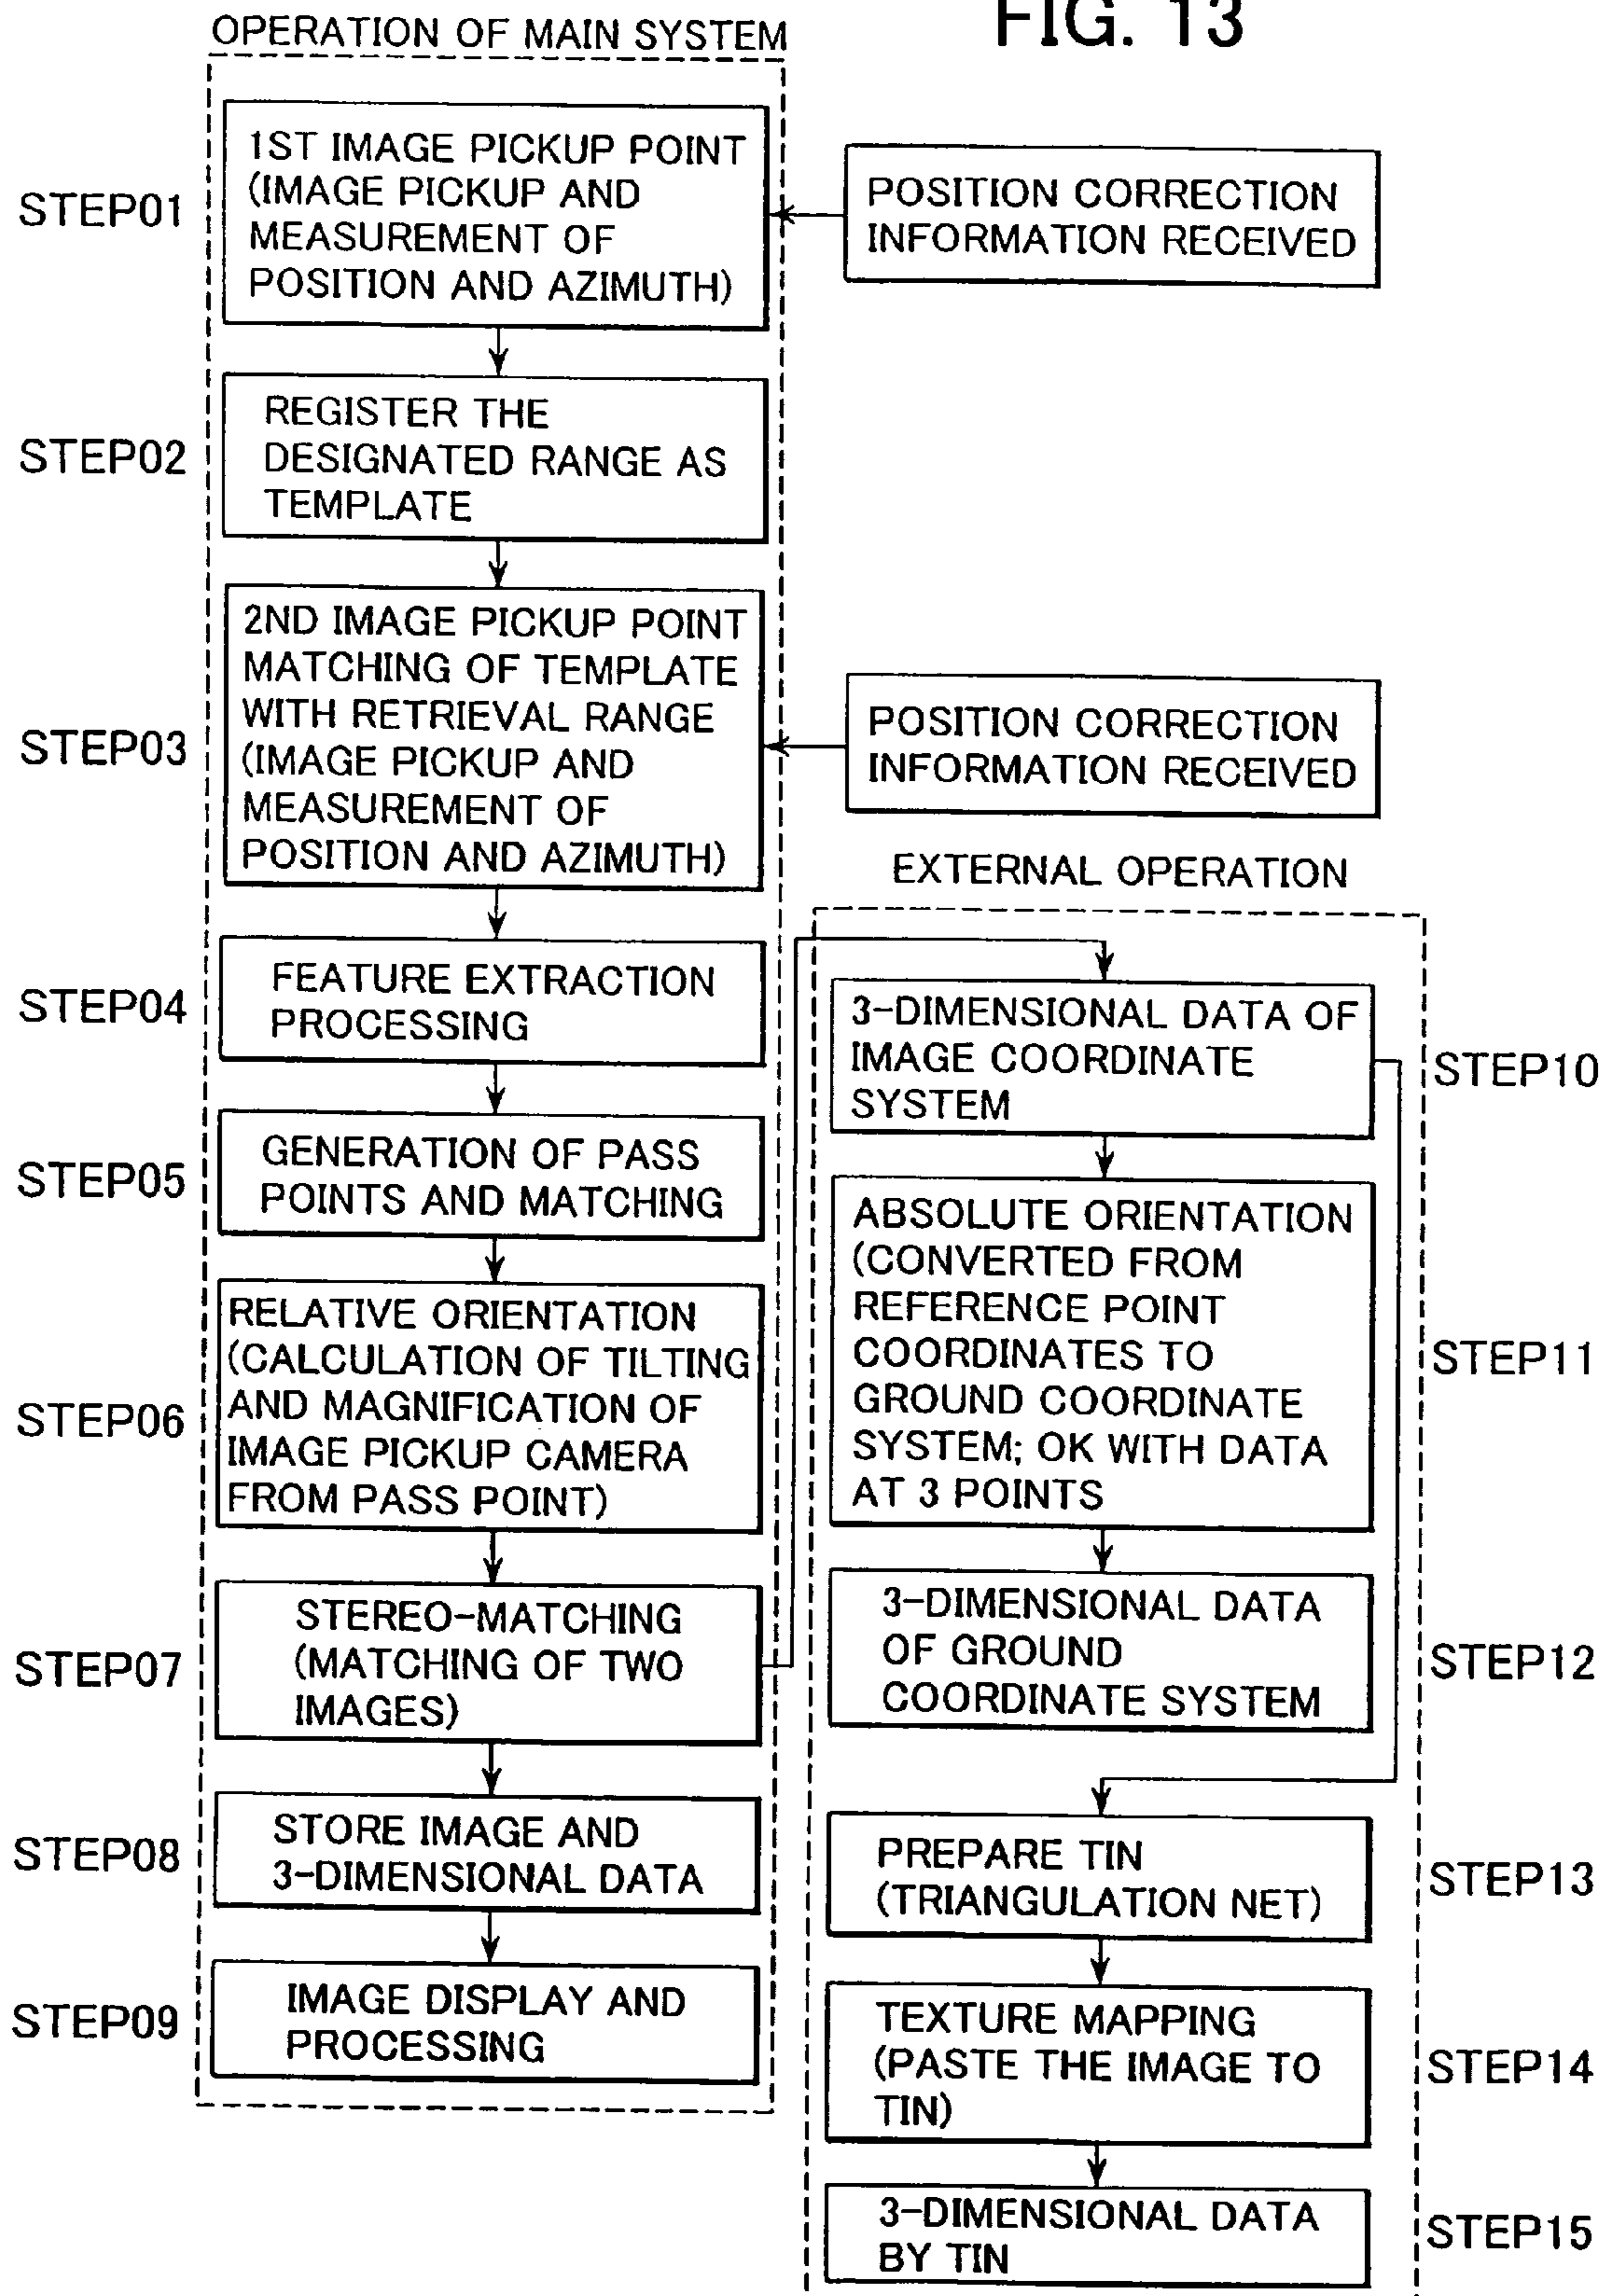 FIG. 13
OPERATION OF MAIN SYSTEM
STEP01
1ST IMAGE PICKUP POINT
(IMAGE PICKUP AND
MEASUREMENT OF
POSITION AND AZIMUTH)
POSITION CORRECTION
INFORMATION RECEIVED
STEP02
REGISTER THE
DESIGNATED RANGE AS
TEMPLATE
STEP03
2ND IMAGE PICKUP POINT
MATCHING OF TEMPLATE
WITH RETRIEVAL RANGE
(IMAGE PICKUP AND
MEASUREMENT OF
POSITION AND AZIMUTH)
POSITION CORRECTION
INFORMATION RECEIVED
STEP04
FEATURE EXTRACTION
PROCESSING
STEP05
GENERATION OF PASS
POINTS AND MATCHING
STEP06
RELATIVE ORIENTATION
(CALCULATION OF TILTING
AND MAGNIFICATION OF
IMAGE PICKUP CAMERA
FROM PASS POINT)
STEP07
STEREO-MATCHING
(MATCHING OF TWO
IMAGES)
STEP08
STORE IMAGE AND
3-DIMENSIONAL DATA
STEP09
IMAGE DISPLAY AND
PROCESSING
EXTERNAL OPERATION
3-DIMENSIONAL DATA OF
IMAGE COORDINATE
SYSTEM
STEP10
ABSOLUTE ORIENTATION
(CONVERTED FROM
REFERENCE POINT
COORDINATES TO
GROUND COORDINATE
SYSTEM; OK WITH DATA
AT 3 POINTS
STEP11
3-DIMENSIONAL DATA
OF GROUND
COORDINATE SYSTEM
STEP12
PREPARE TIN
(TRIANGULATION NET)
STEP13
TEXTURE MAPPING
(PASTE THE IMAGE TO
TIN)
STEP14
3-DIMENSIONAL DATA
BY TIN
STEP15